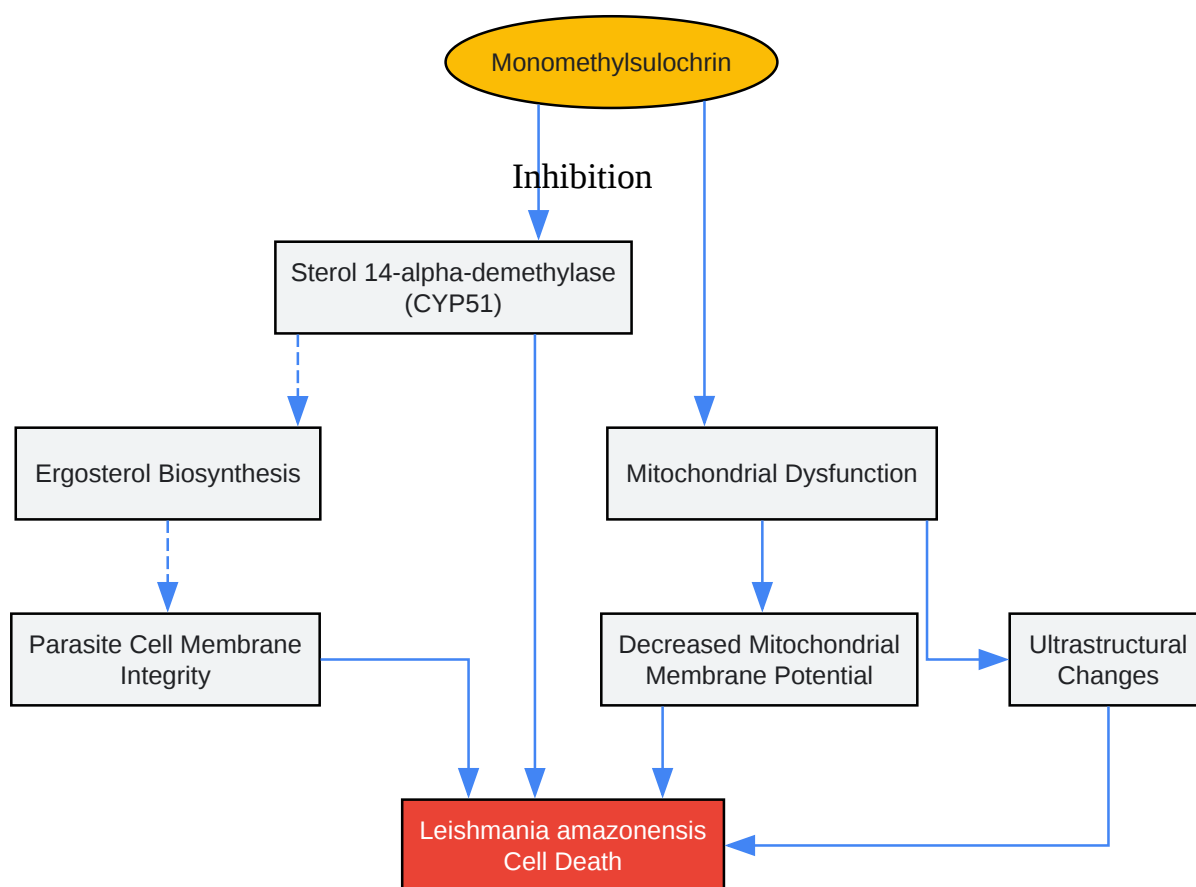 Monomethylsulochrin
Inhibition
Sterol 14-alpha-demethylase
(CYP51)
Ergosterol Biosynthesis
Mitochondrial Dysfunction
Parasite Cell Membrane
Integrity
Decreased Mitochondrial
Membrane Potential
Ultrastructural
Changes
Leishmania amazonensis
Cell Death